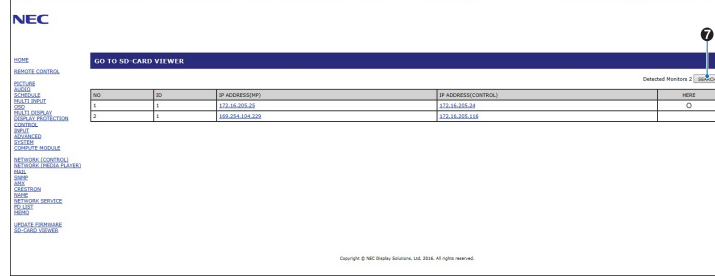 NEC
7
HOME
REMOTE CONTROL
PICTURE
AUDIO
SCHEDULE
MULTI INPUT
OSD
MULTI DISPLAY
DISPLAY PROTECTION
CONTROL
INPUT
ADVANCED
SYSTEM
COMPUTE MODULE
NETWORK (CONTROL)
NETWORK (MEDIA PLAYER)
MAIL
SNMP
AMX
CRESTRON
NAME
NETWORK SERVICE
PD LIST
MEMO
UPDATE FIRMWARE
SD-CARD VIEWER
GO TO SD-CARD VIEWER
Detected Monitors 2 SEARCH
NO ID IP ADDRESS(MP) IP ADDRESS(CONTROL) HERE
1 1 172.16.205.25 172.16.205.24 O
2 1 169.254.104.229 172.16.205.116
Copyright © NEC Display Solutions, Ltd, 2016. All rights reserved.